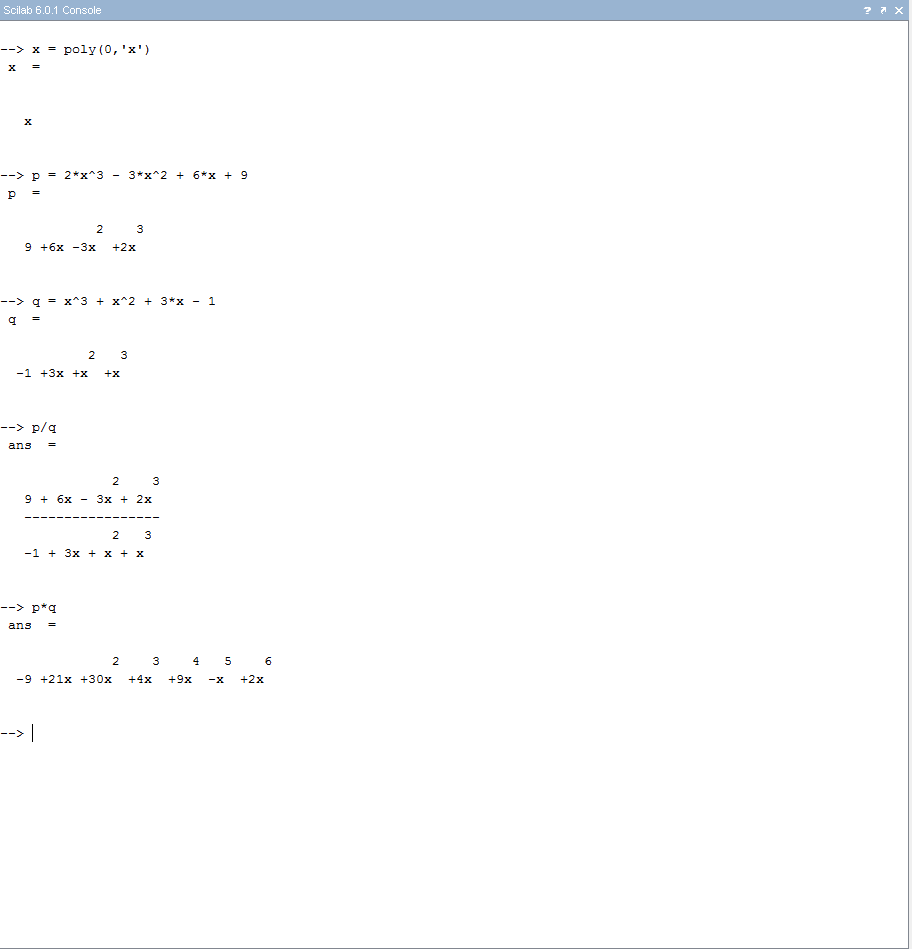 Scilab 6.0.1 Console
? ↗ ✕
--> x = poly(0,'x')
 x  =
   x
--> p = 2*x^3 - 3*x^2 + 6*x + 9
 p  =
            2    3
   9 +6x -3x  +2x
--> q = x^3 + x^2 + 3*x - 1
 q  =
           2   3
  -1 +3x +x  +x
--> p/q
 ans  =
              2    3
   9 + 6x - 3x + 2x
   -----------------
              2   3
   -1 + 3x + x + x
--> p*q
 ans  =
              2    3    4   5    6
  -9 +21x +30x  +4x  +9x  -x  +2x
-->